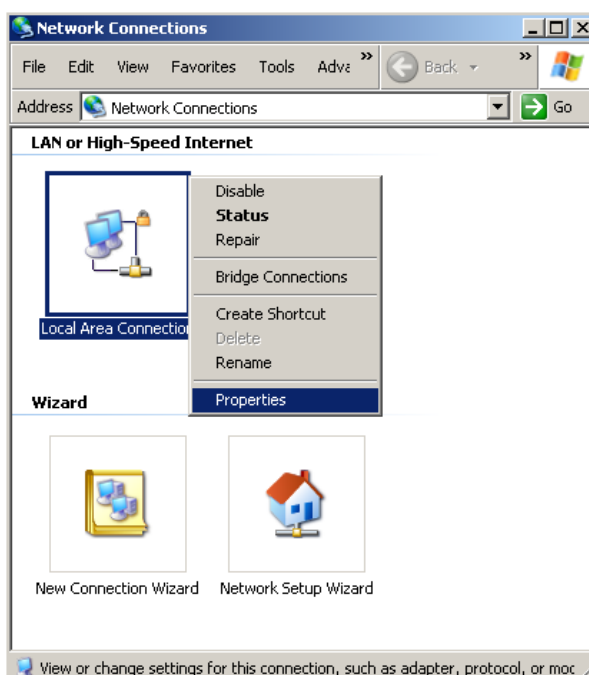 Network Connections
File Edit View Favorites Tools Adva » Back »
Address Network Connections Go
LAN or High-Speed Internet
Local Area Connection
Disable
Status
Repair
Bridge Connections
Create Shortcut
Delete
Rename
Properties
Wizard
New Connection Wizard Network Setup Wizard
View or change settings for this connection, such as adapter, protocol, or moc